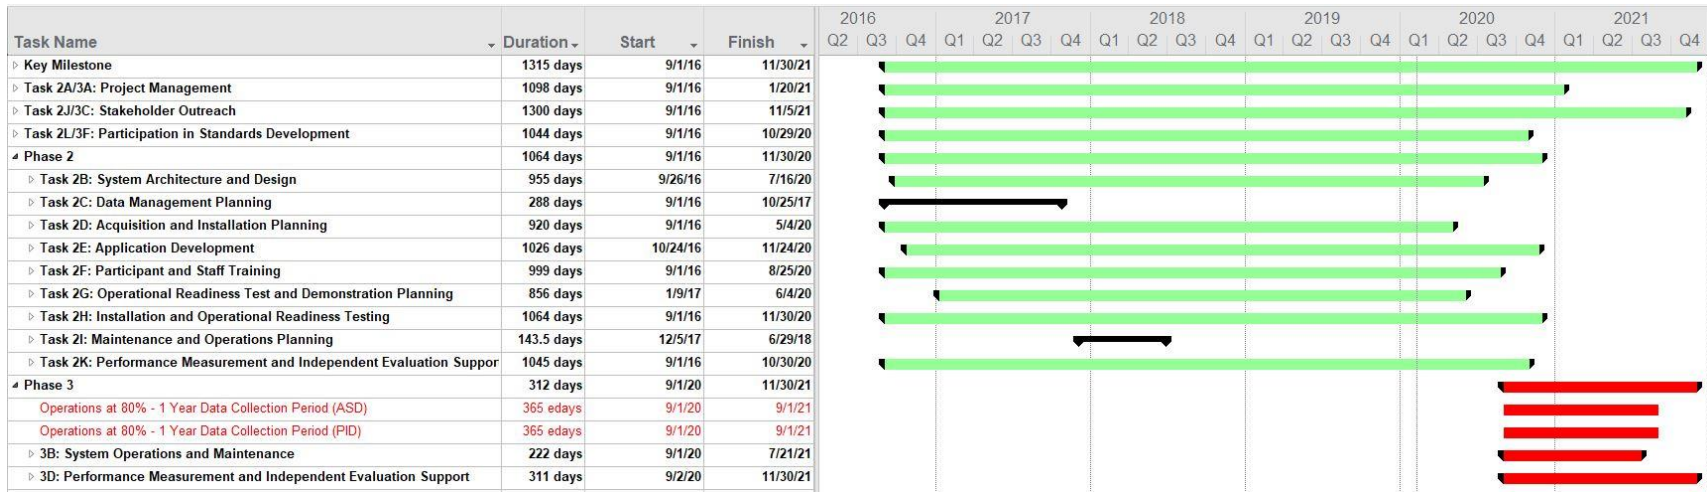 2016 2017 2018 2019 2020 2021
Task Name Duration Start Finish Q2 Q3 Q4 Q1 Q2 Q3 Q4 Q1 Q2 Q3 Q4 Q1 Q2 Q3 Q4 Q1 Q2 Q3 Q4 Q1 Q2 Q3 Q4
Key Milestone 1315 days 9/1/16 11/30/21
Task 2A/3A: Project Management 1098 days 9/1/16 1/20/21
Task 2J/3C: Stakeholder Outreach 1300 days 9/1/16 11/5/21
Task 2L/3F: Participation in Standards Development 1044 days 9/1/16 10/29/20
Phase 2 1064 days 9/1/16 11/30/20
Task 2B: System Architecture and Design 955 days 9/26/16 7/16/20
Task 2C: Data Management Planning 288 days 9/1/16 10/25/17
Task 2D: Acquisition and Installation Planning 920 days 9/1/16 5/4/20
Task 2E: Application Development 1026 days 10/24/16 11/24/20
Task 2F: Participant and Staff Training 999 days 9/1/16 8/25/20
Task 2G: Operational Readiness Test and Demonstration Planning 856 days 1/9/17 6/4/20
Task 2H: Installation and Operational Readiness Testing 1064 days 9/1/16 11/30/20
Task 2I: Maintenance and Operations Planning 143.5 days 12/5/17 6/29/18
Task 2K: Performance Measurement and Independent Evaluation Suppor 1045 days 9/1/16 10/30/20
Phase 3 312 days 9/1/20 11/30/21
Operations at 80% - 1 Year Data Collection Period (ASD) 365 edays 9/1/20 9/1/21
Operations at 80% - 1 Year Data Collection Period (PID) 365 edays 9/1/20 9/1/21
3B: System Operations and Maintenance 222 days 9/1/20 7/21/21
3D: Performance Measurement and Independent Evaluation Support 311 days 9/2/20 11/30/21